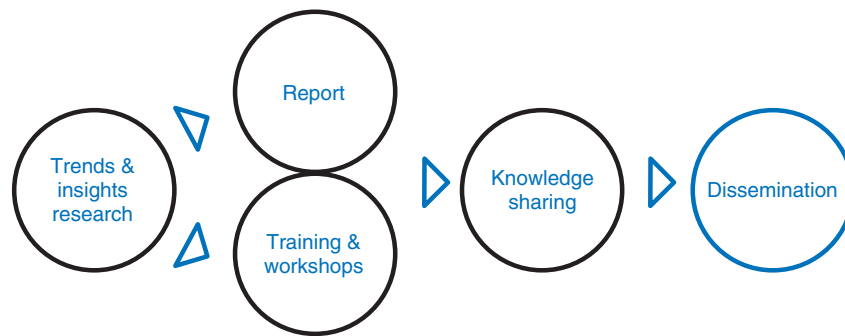 Trends &
insights
research
Report
Training &
workshops
Knowledge
sharing
Dissemination